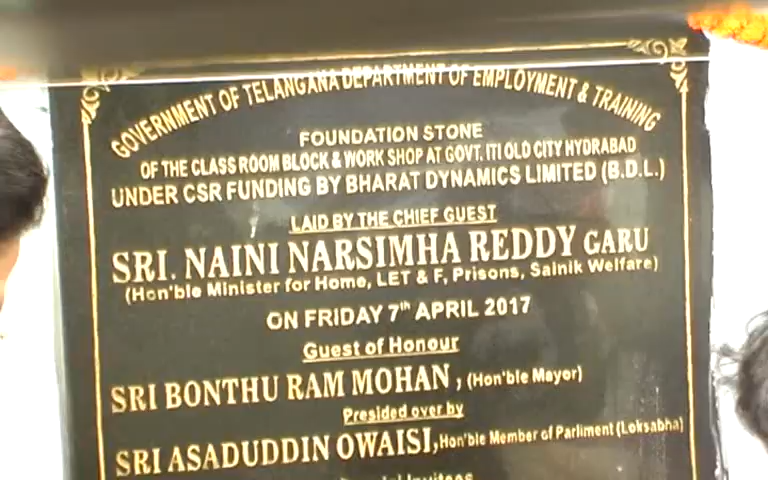 GOVERNMENT OF TELANGANA DEPARTMENT OF EMPLOYMENT & TRAINING
FOUNDATION STONE
OF THE CLASS ROOM BLOCK & WORK SHOP AT GOVT. ITI OLD CITY HYDRABAD
UNDER CSR FUNDING BY BHARAT DYNAMICS LIMITED (B.D.L.)
LAID BY THE CHIEF GUEST
SRI. NAINI NARSIMHA REDDY GARU
(Hon'ble Minister for Home, LET & F, Prisons, Sainik Welfare)
ON FRIDAY 7th APRIL 2017
Guest of Honour
SRI BONTHU RAM MOHAN, (Hon'ble Mayor)
Presided over by
SRI ASADUDDIN OWAISI, Hon'ble Member of Parliment (Loksabha)
Invitees